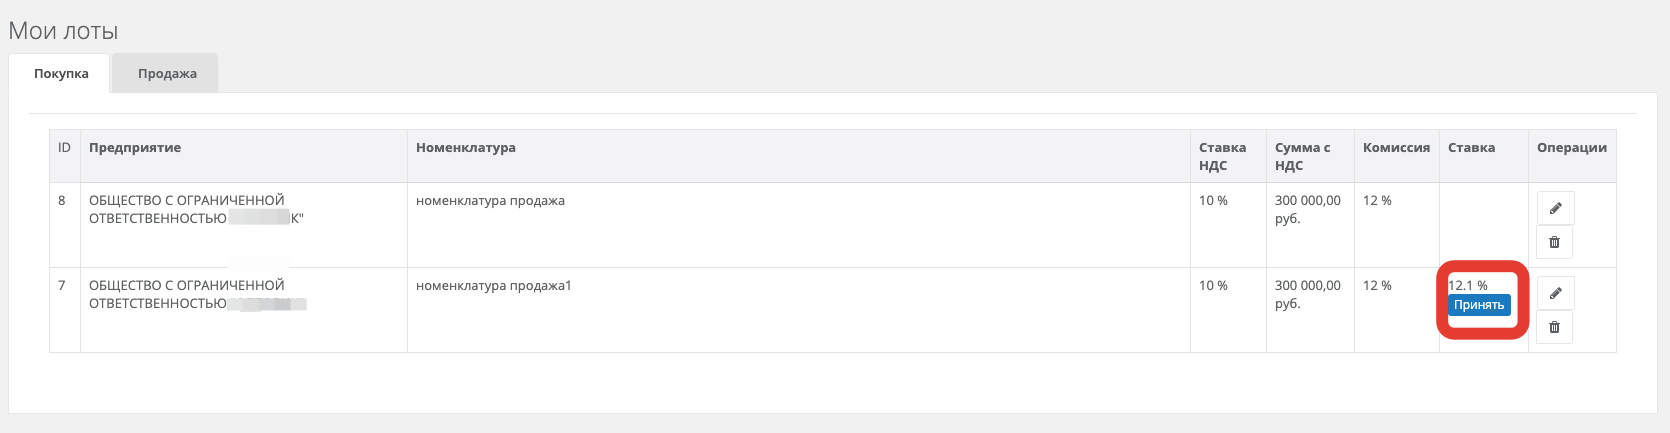 Мои лоты
Покупка Продажа
ID Предприятие Номенклатура Ставка НДС Сумма с НДС Комиссия Ставка Операции
8 ОБЩЕСТВО С ОГРАНИЧЕННОЙ номенклатура продажа 10 % 300 000,00 12 %
ОТВЕТСТВЕННОСТЬЮ К" руб.
7 ОБЩЕСТВО С ОГРАНИЧЕННОЙ номенклатура продажа1 10 % 300 000,00 12 % 12.1 %
ОТВЕТСТВЕННОСТЬЮ руб. Принять